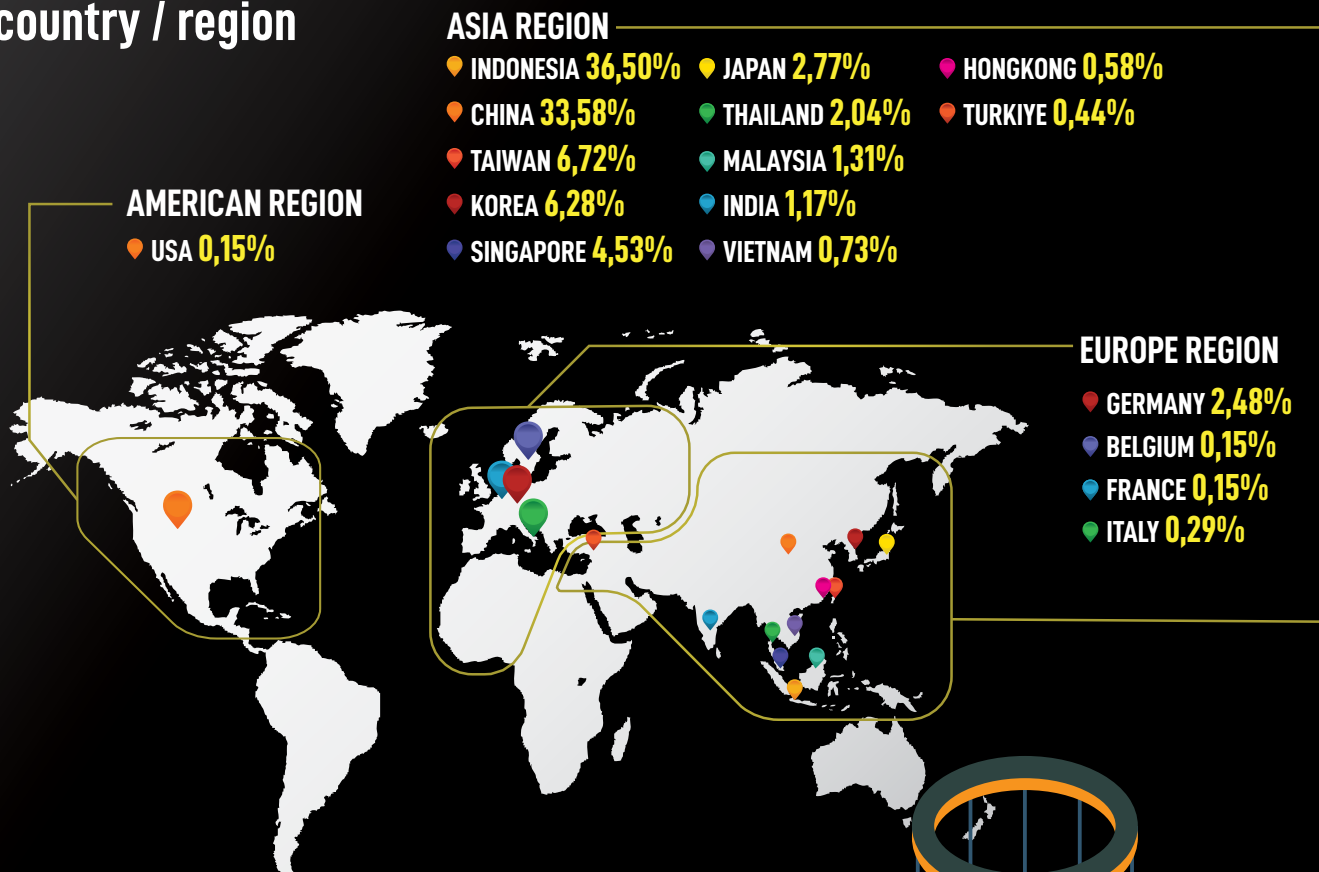 country / region
ASIA REGION
INDONESIA 36,50%
CHINA 33,58%
TAIWAN 6,72%
KOREA 6,28%
SINGAPORE 4,53%
JAPAN 2,77%
THAILAND 2,04%
MALAYSIA 1,31%
INDIA 1,17%
VIETNAM 0,73%
HONGKONG 0,58%
TURKIYE 0,44%
AMERICAN REGION
USA 0,15%
EUROPE REGION
GERMANY 2,48%
BELGIUM 0,15%
FRANCE 0,15%
ITALY 0,29%